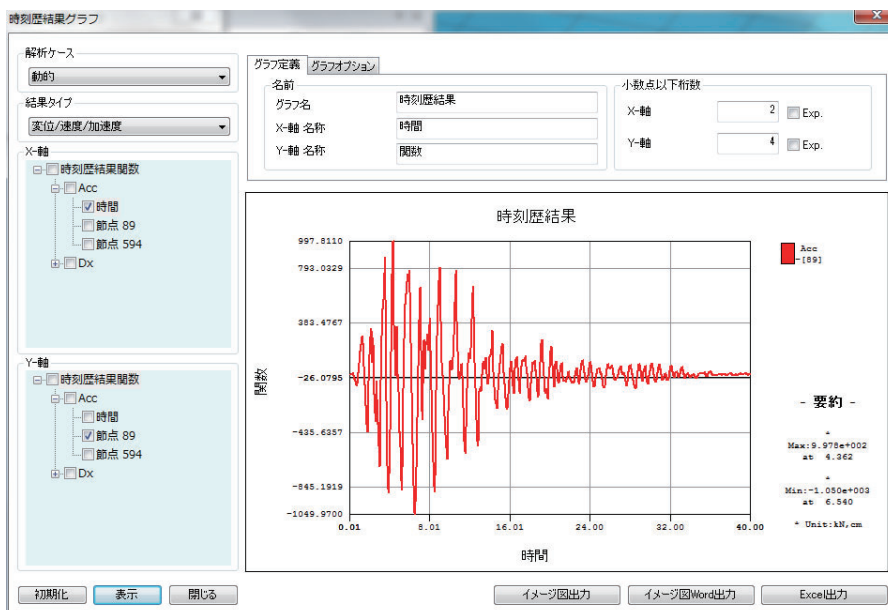 時刻歴結果グラフ
解析ケース
動的
結果タイプ
変位/速度/加速度
X-軸
時刻歴結果関数
Acc
時間
節点 89
節点 594
Dx
Y-軸
時刻歴結果関数
Acc
時間
節点 89
節点 594
Dx
初期化 表示 閉じる
グラフ定義 グラフオプション
名前
グラフ名 時刻歴結果
X-軸 名称 時間
Y-軸 名称 関数
小数点以下桁数
X-軸 2 Exp.
Y-軸 4 Exp.
時刻歴結果
997.8110
793.0329
383.4767
-26.0795
-435.6357
-845.1919
-1049.9700
関数
0.01 8.01 16.01 24.00 32.00 40.00
時間
Acc
-[89]
- 要約 -
*
Max:9.978e+002
at 4.362
*
Min:-1.050e+003
at 6.540
* Unit:kN,cm
イメージ図出力 イメージ図Word出力 Excel出力